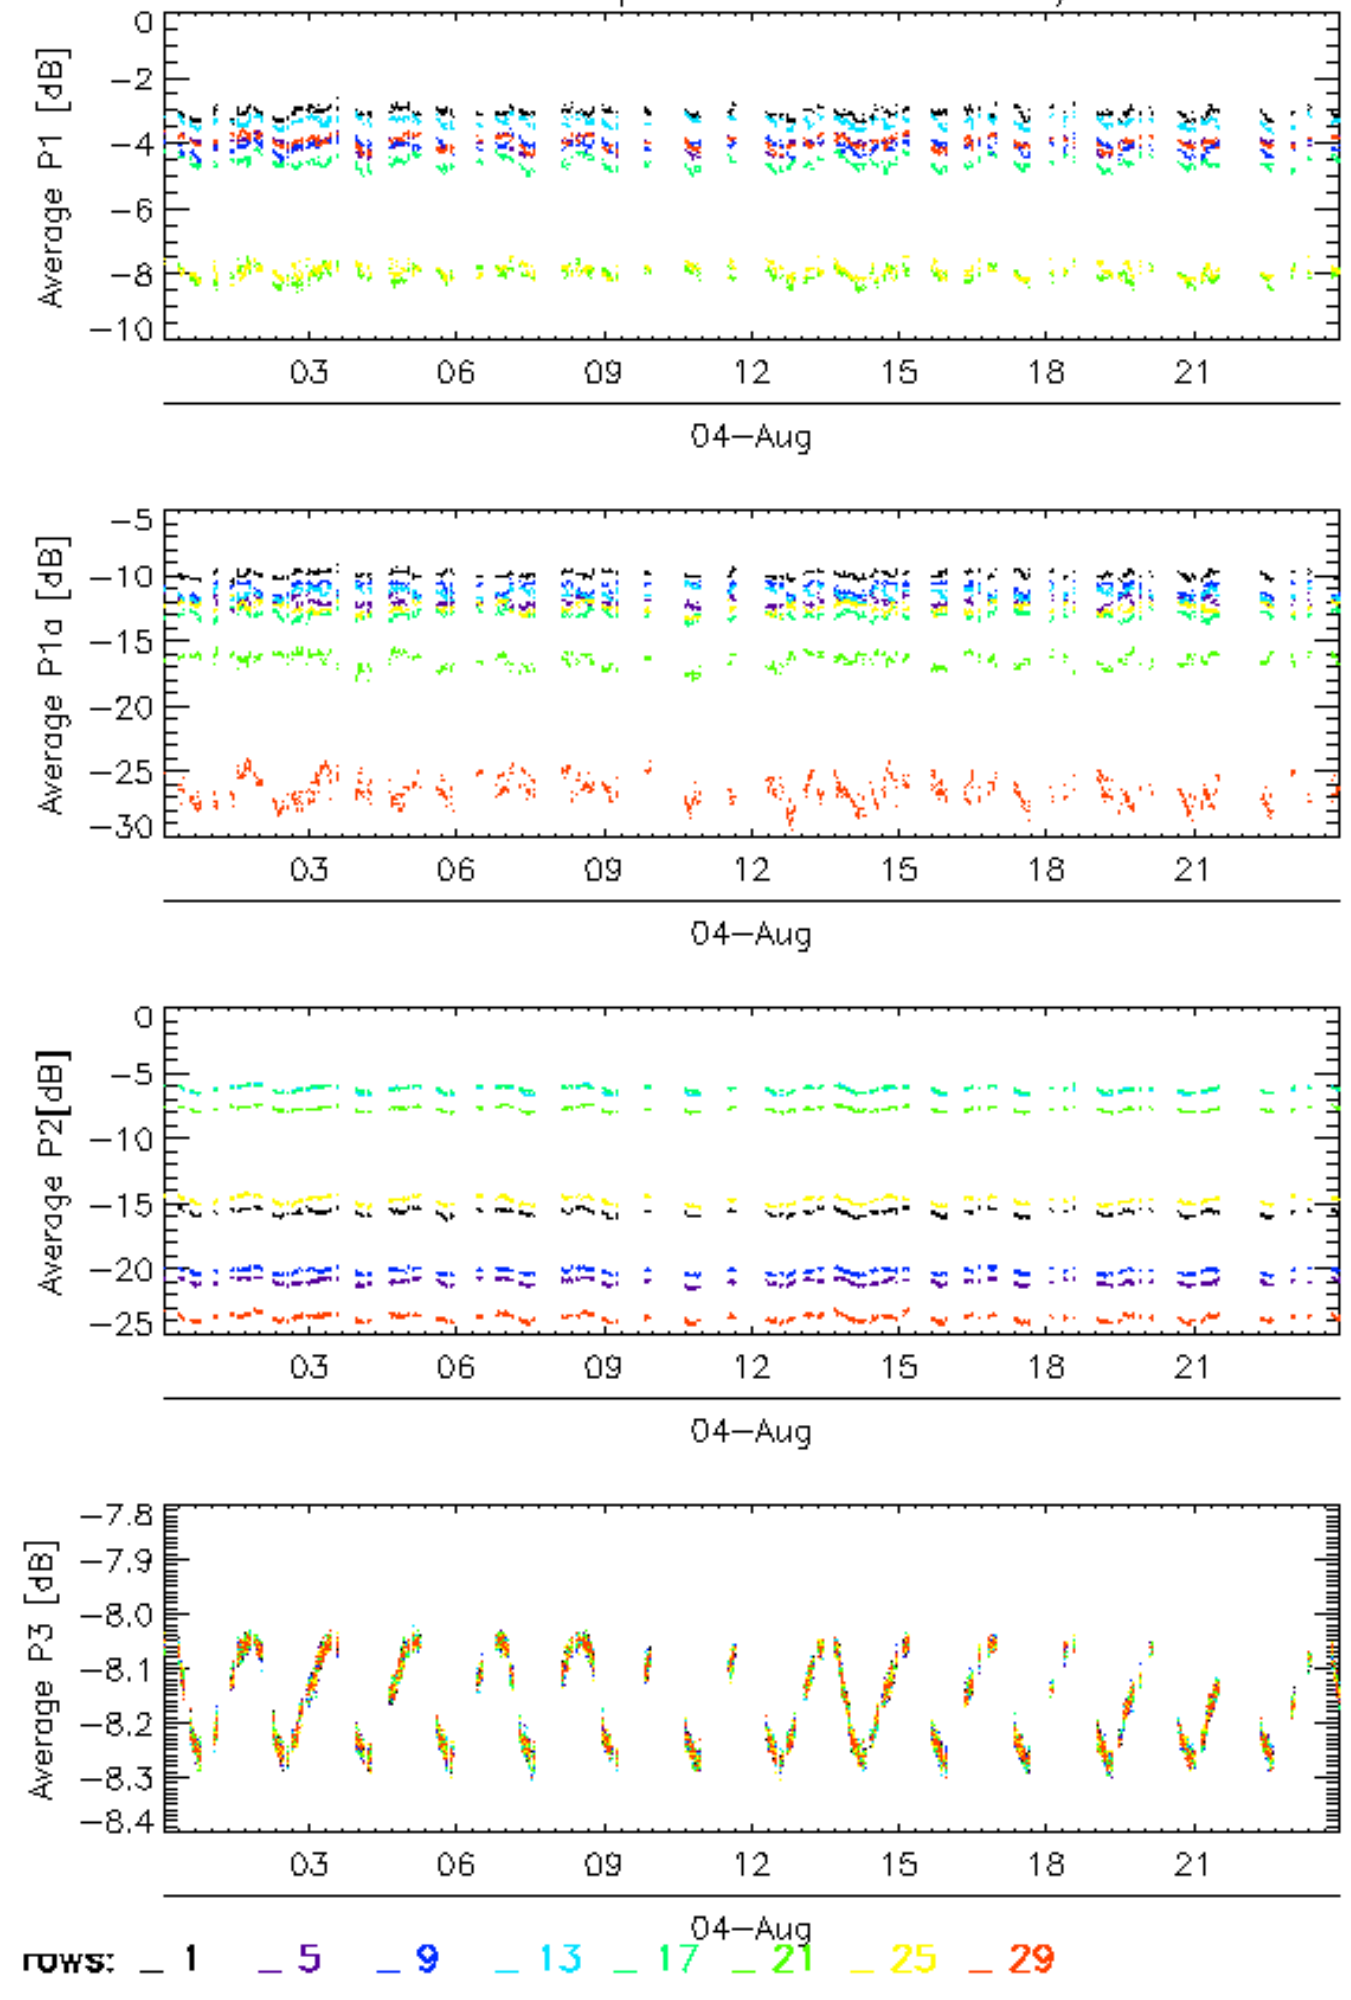 0
−2
−4
−6
−8
−10
Average P1 [dB]
03 06 09 12 15 18 21
04−Aug
−5
−10
−15
−20
−25
−30
Average P1a [dB]
03 06 09 12 15 18 21
04−Aug
0
−5
−10
−15
−20
−25
Average P2[dB]
03 06 09 12 15 18 21
04−Aug
−7.8
−7.9
−8.0
−8.1
−8.2
−8.3
−8.4
Average P3 [dB]
03 06 09 12 15 18 21
04−Aug
rows: _ 1 _ 5 _ 9 _ 13 _ 17 _ 21 _ 25 _ 29